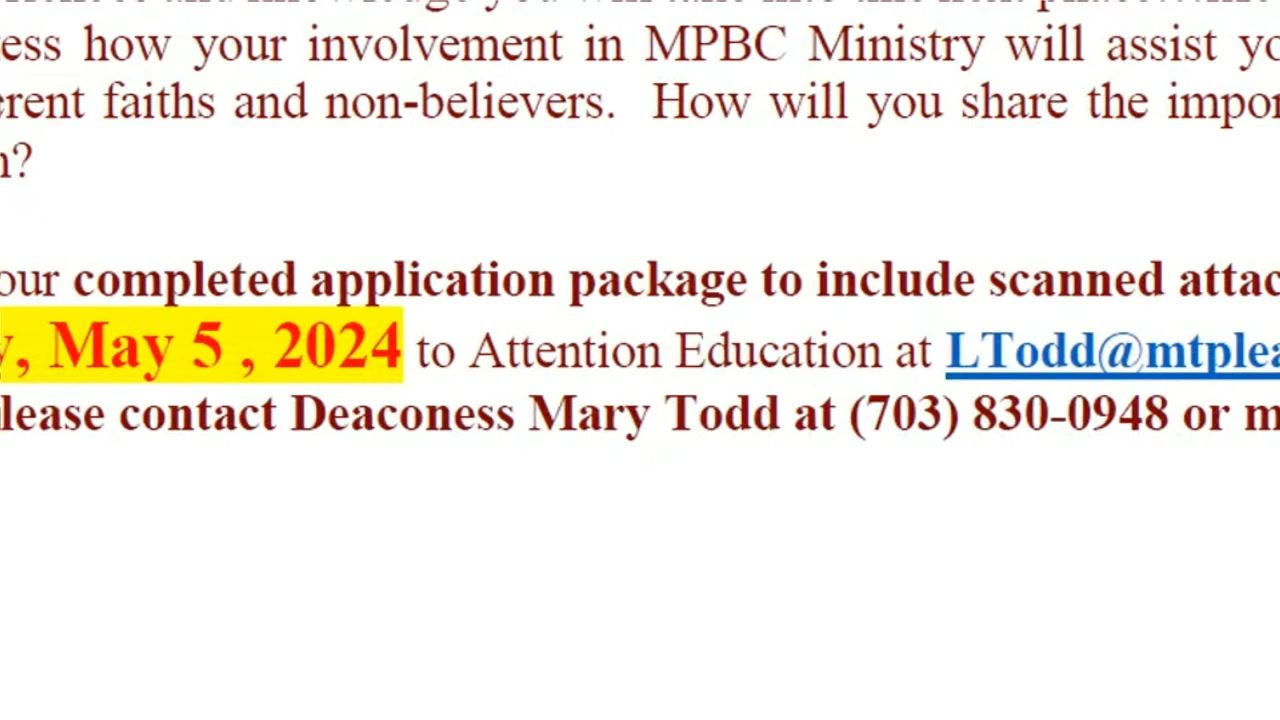 ess how your involvement in MPBC Ministry will assist yo
erent faiths and non-believers. How will you share the impor
n?
our completed application package to include scanned attac
y, May 5 , 2024 to Attention Education at LTodd@mtplea
lease contact Deaconess Mary Todd at (703) 830-0948 or m